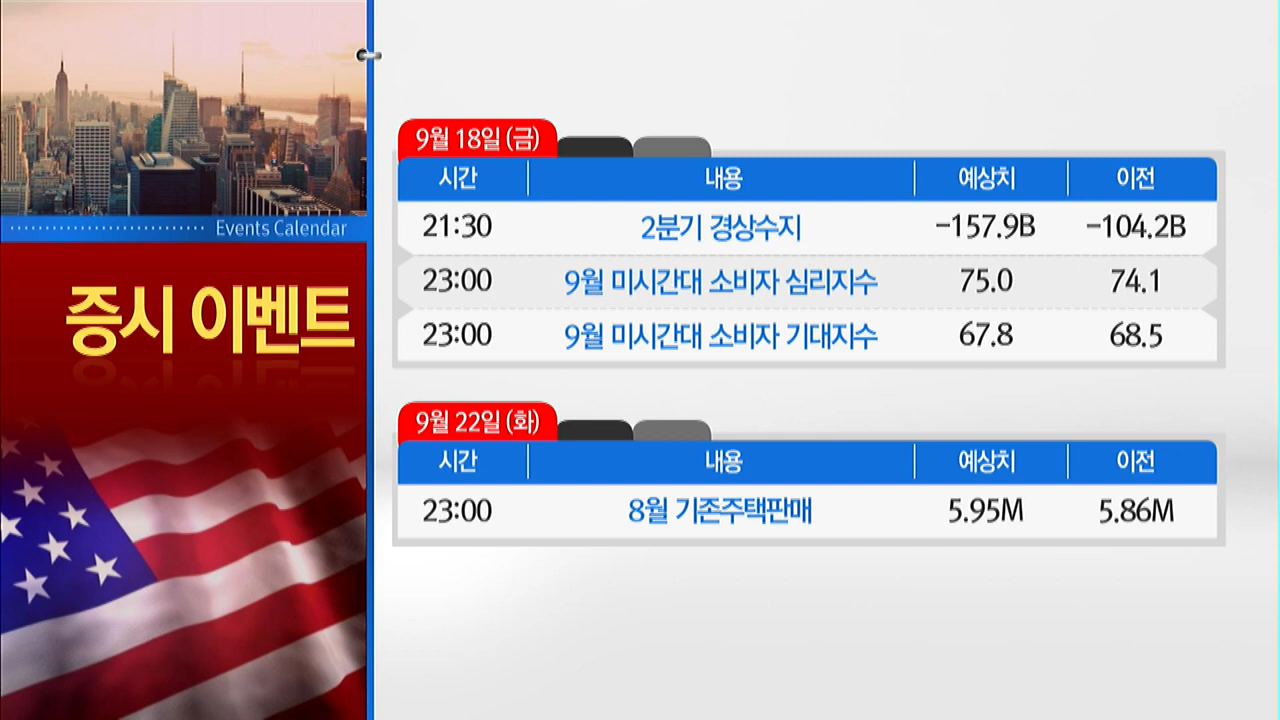 Events Calendar
증시 이벤트
9월 18일 (금)
시간 내용 예상치 이전
21:30 2분기 경상수지 -157.9B -104.2B
23:00 9월 미시간대 소비자 심리지수 75.0 74.1
23:00 9월 미시간대 소비자 기대지수 67.8 68.5
9월 22일 (화)
시간 내용 예상치 이전
23:00 8월 기존주택판매 5.95M 5.86M